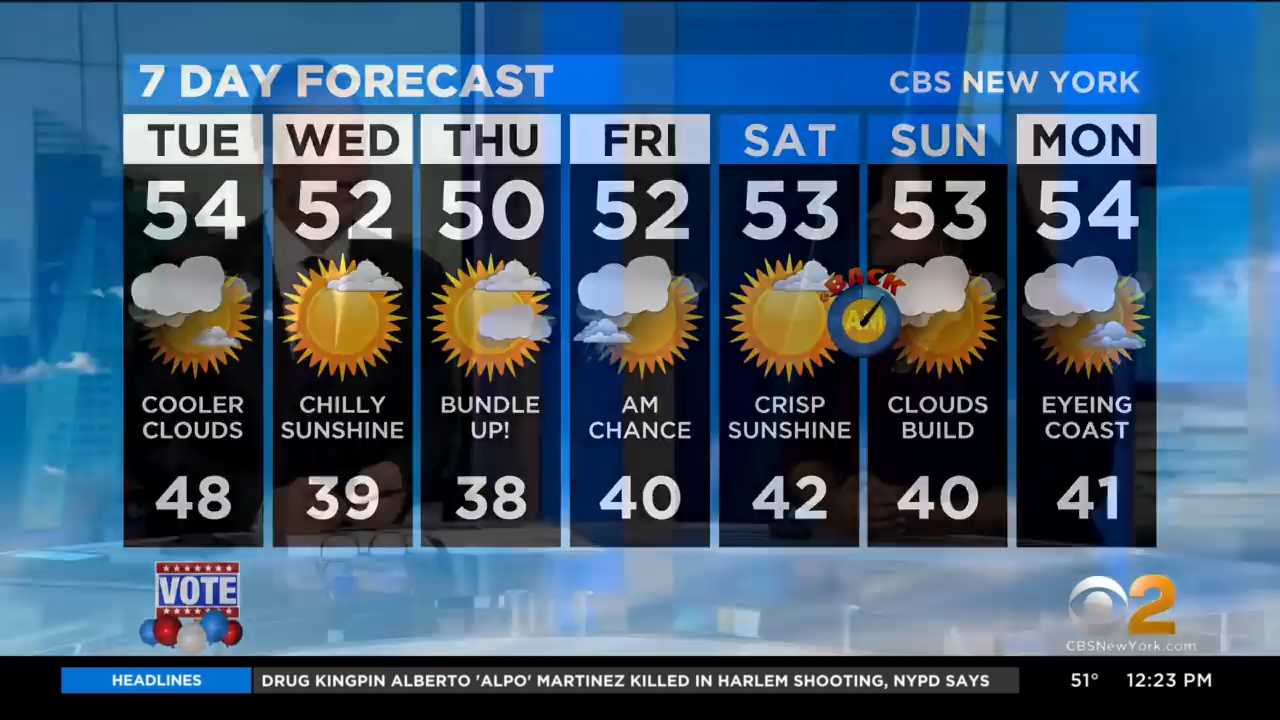 7 DAY FORECAST
CBS NEW YORK
TUE WED THU FRI SAT SUN MON
54 52 50 52 53 53 54
BACK
AM
COOLER CHILLY BUNDLE AM CRISP CLOUDS EYEING
CLOUDS SUNSHINE UP! CHANCE SUNSHINE BUILD COAST
48 39 38 40 42 40 41
VOTE
2
CBSNewYork.com
HEADLINES DRUG KINGPIN ALBERTO 'ALPO' MARTINEZ KILLED IN HARLEM SHOOTING, NYPD SAYS 51° 12:23 PM